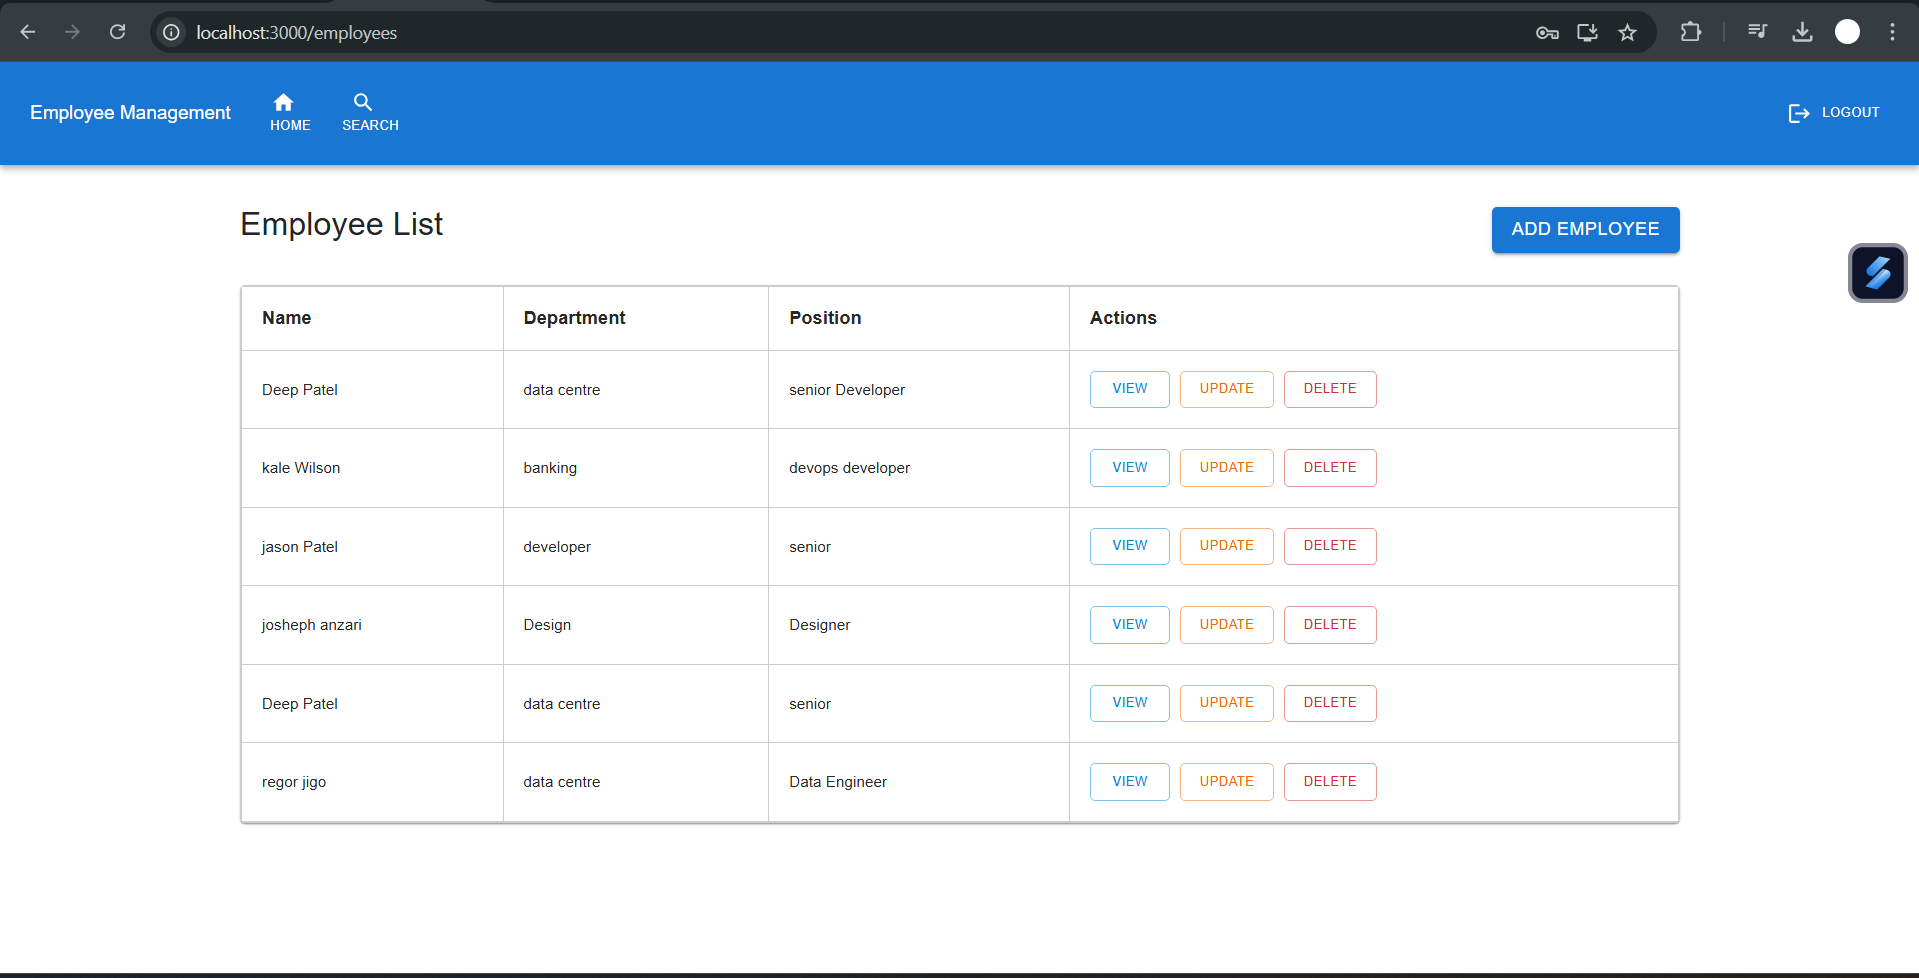 localhost:3000/employees
Employee Management HOME SEARCH LOGOUT
Employee List ADD EMPLOYEE
Name Department Position Actions
Deep Patel data centre senior Developer VIEW UPDATE DELETE
kale Wilson banking devops developer VIEW UPDATE DELETE
jason Patel developer senior VIEW UPDATE DELETE
josheph anzari Design Designer VIEW UPDATE DELETE
Deep Patel data centre senior VIEW UPDATE DELETE
regor jigo data centre Data Engineer VIEW UPDATE DELETE